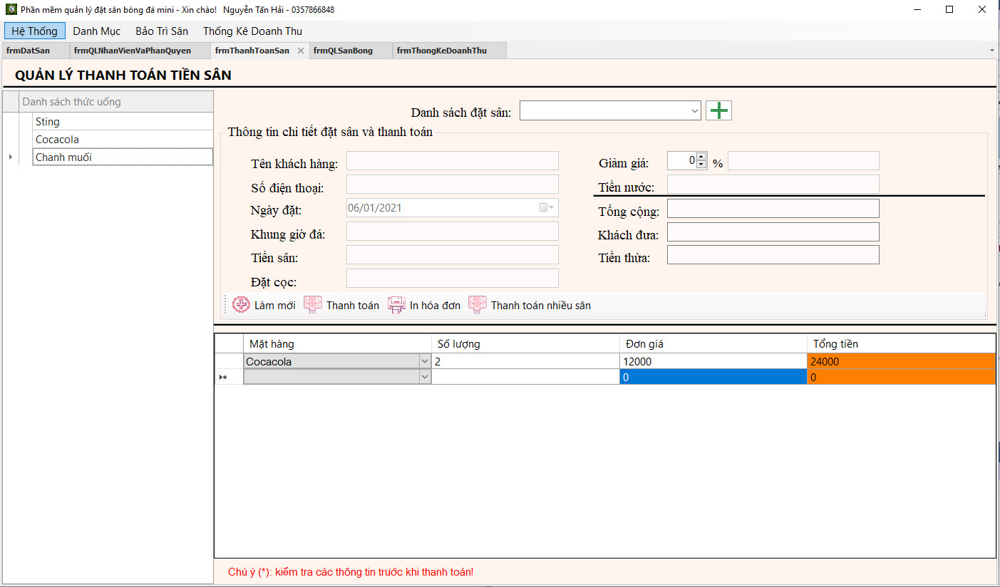 Phần mềm quản lý đặt sân bóng đá mini - Xin chào! Nguyễn Tấn Hải - 0357866848
Hệ Thống Danh Mục Bảo Trì Sân Thống Kê Doanh Thu
frmDatSan frmQLNhanVienVaPhanQuyen frmThanhToanSan frmQLSanBong frmThongKeDoanhThu
QUẢN LÝ THANH TOÁN TIỀN SÂN
Danh sách thức uống
Sting
Cocacola
Chanh muối
Danh sách đặt sân:
Thông tin chi tiết đặt sân và thanh toán
Tên khách hàng:
Số điện thoại:
Ngày đặt: 06/01/2021
Khung giờ đá:
Tiền sân:
Đặt cọc:
Giảm giá: 0 %
Tiền nước:
Tổng cộng:
Khách đưa:
Tiền thừa:
Làm mới Thanh toán In hóa đơn Thanh toán nhiều sân
Mặt hàng Số lượng Đơn giá Tổng tiền
Cocacola 2 12000 24000
0 0
Chú ý (*): kiểm tra các thông tin trước khi thanh toán!